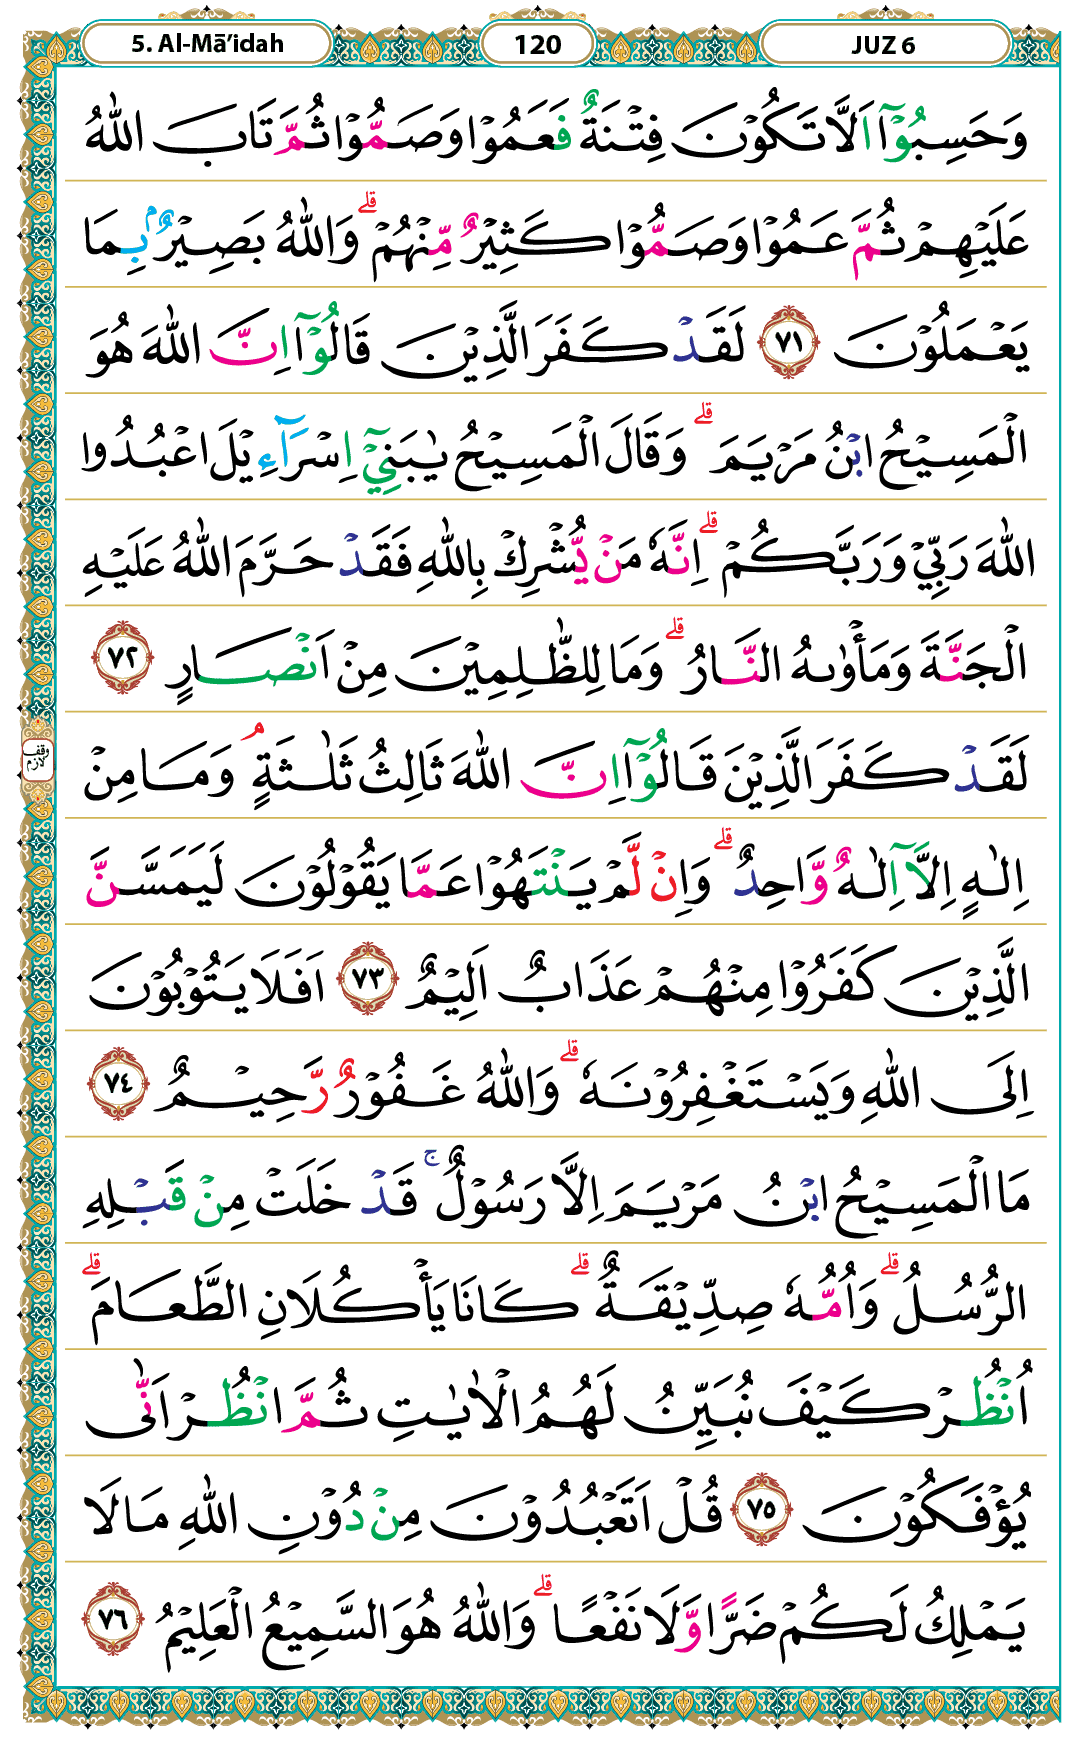 5. Al-Mā’idah 120 JUZ 6
وَحَسِبُوْٓا اَلَّا تَكُوْنَ فِتْنَةٌ فَعَمُوْا وَصَمُّوْا ثُمَّ تَابَ اللّٰهُ
عَلَيْهِمْ ثُمَّ عَمُوْا وَصَمُّوْا كَثِيْرٌ مِّنْهُمْۗ وَاللّٰهُ بَصِيْرٌۢ بِمَا
يَعْمَلُوْنَ ٧١ لَقَدْ كَفَرَ الَّذِيْنَ قَالُوْٓا اِنَّ اللّٰهَ هُوَ
الْمَسِيْحُ ابْنُ مَرْيَمَۗ وَقَالَ الْمَسِيْحُ يٰبَنِيْٓ اِسْرَاۤءِيْلَ اعْبُدُوا
اللّٰهَ رَبِّيْ وَرَبَّكُمْۗ اِنَّهٗ مَنْ يُّشْرِكْ بِاللّٰهِ فَقَدْ حَرَّمَ اللّٰهُ عَلَيْهِ
الْجَنَّةَ وَمَأْوٰىهُ النَّارُۗ وَمَا لِلظّٰلِمِيْنَ مِنْ اَنْصَارٍ ٧٢
وقف لازم
لَقَدْ كَفَرَ الَّذِيْنَ قَالُوْٓا اِنَّ اللّٰهَ ثَالِثُ ثَلٰثَةٍۘ وَمَا مِنْ
اِلٰهٍ اِلَّآ اِلٰهٌ وَّاحِدٌۗ وَاِنْ لَّمْ يَنْتَهُوْا عَمَّا يَقُوْلُوْنَ لَيَمَسَّنَّ
الَّذِيْنَ كَفَرُوْا مِنْهُمْ عَذَابٌ اَلِيْمٌ ٧٣ اَفَلَا يَتُوْبُوْنَ
اِلَى اللّٰهِ وَيَسْتَغْفِرُوْنَهٗۗ وَاللّٰهُ غَفُوْرٌ رَّحِيْمٌ ٧٤
مَا الْمَسِيْحُ ابْنُ مَرْيَمَ اِلَّا رَسُوْلٌۚ قَدْ خَلَتْ مِنْ قَبْلِهِ
الرُّسُلُۗ وَاُمُّهٗ صِدِّيْقَةٌۗ كَانَا يَأْكُلَانِ الطَّعَامَۗ
اُنْظُرْ كَيْفَ نُبَيِّنُ لَهُمُ الْاٰيٰتِ ثُمَّ انْظُرْ اَنّٰى
يُؤْفَكُوْنَ ٧٥ قُلْ اَتَعْبُدُوْنَ مِنْ دُوْنِ اللّٰهِ مَا لَا
يَمْلِكُ لَكُمْ ضَرًّا وَّلَا نَفْعًاۗ وَاللّٰهُ هُوَ السَّمِيْعُ الْعَلِيْمُ ٧٦